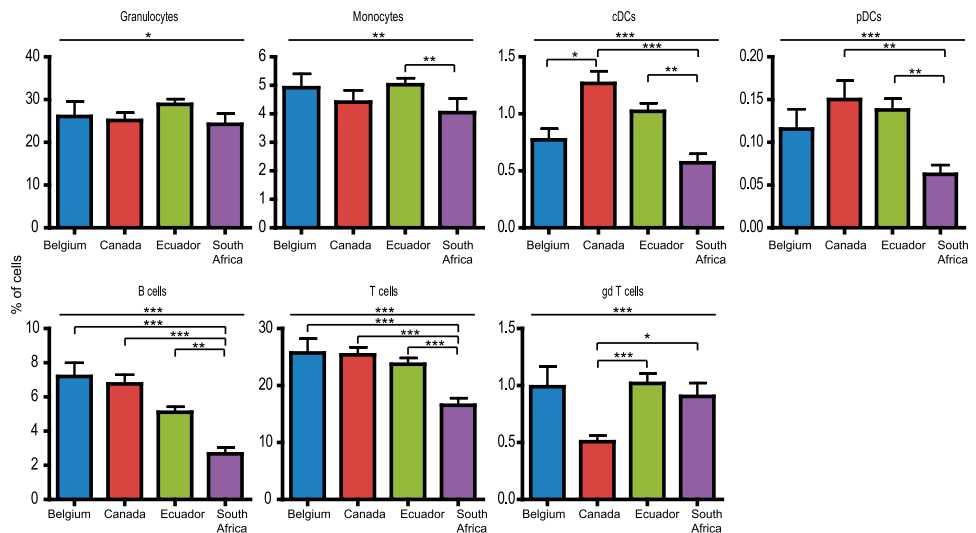 Granulocytes
*
40
30
20
10
0
Belgium
Canada
Ecuador
South
Africa
Monocytes
**
**
6
5
4
3
2
1
0
Belgium
Canada
Ecuador
South
Africa
cDCs
***
*
***
**
1.5
1.0
0.5
0.0
Belgium
Canada
Ecuador
South
Africa
pDCs
***
**
**
0.20
0.15
0.10
0.05
0.00
Belgium
Canada
Ecuador
South
Africa
% of cells
B cells
***
***
***
**
10
8
6
4
2
0
Belgium
Canada
Ecuador
South
Africa
T cells
***
***
***
***
30
20
10
0
Belgium
Canada
Ecuador
South
Africa
gd T cells
***
*
***
1.5
1.0
0.5
0.0
Belgium
Canada
Ecuador
South
Africa